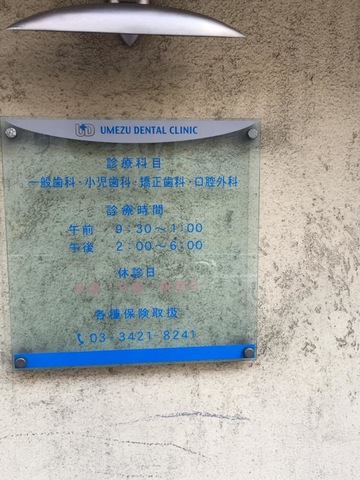 UMEZU DENTAL CLINIC
診療科目
一般歯科・小児歯科・矯正歯科・口腔外科
診療時間
午前 9:30〜1:00
午後 2:00〜6:00
休診日
各種保険取扱
03-3421-8241